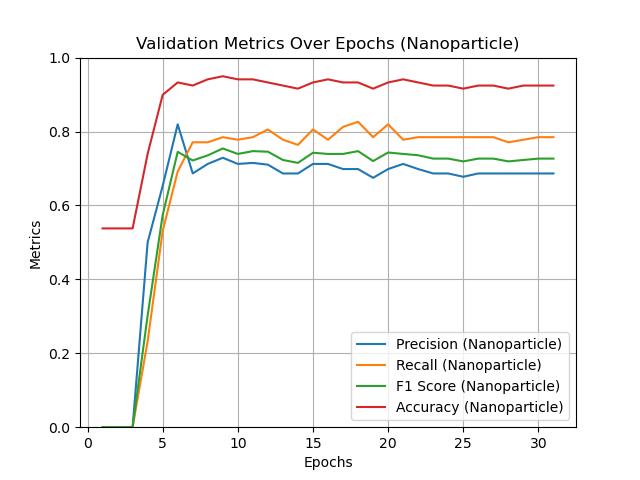 Validation Metrics Over Epochs (Nanoparticle)
1.0
0.8
0.6
0.4
0.2
0.0
Metrics
0 5 10 15 20 25 30
Epochs
Precision (Nanoparticle)
Recall (Nanoparticle)
F1 Score (Nanoparticle)
Accuracy (Nanoparticle)